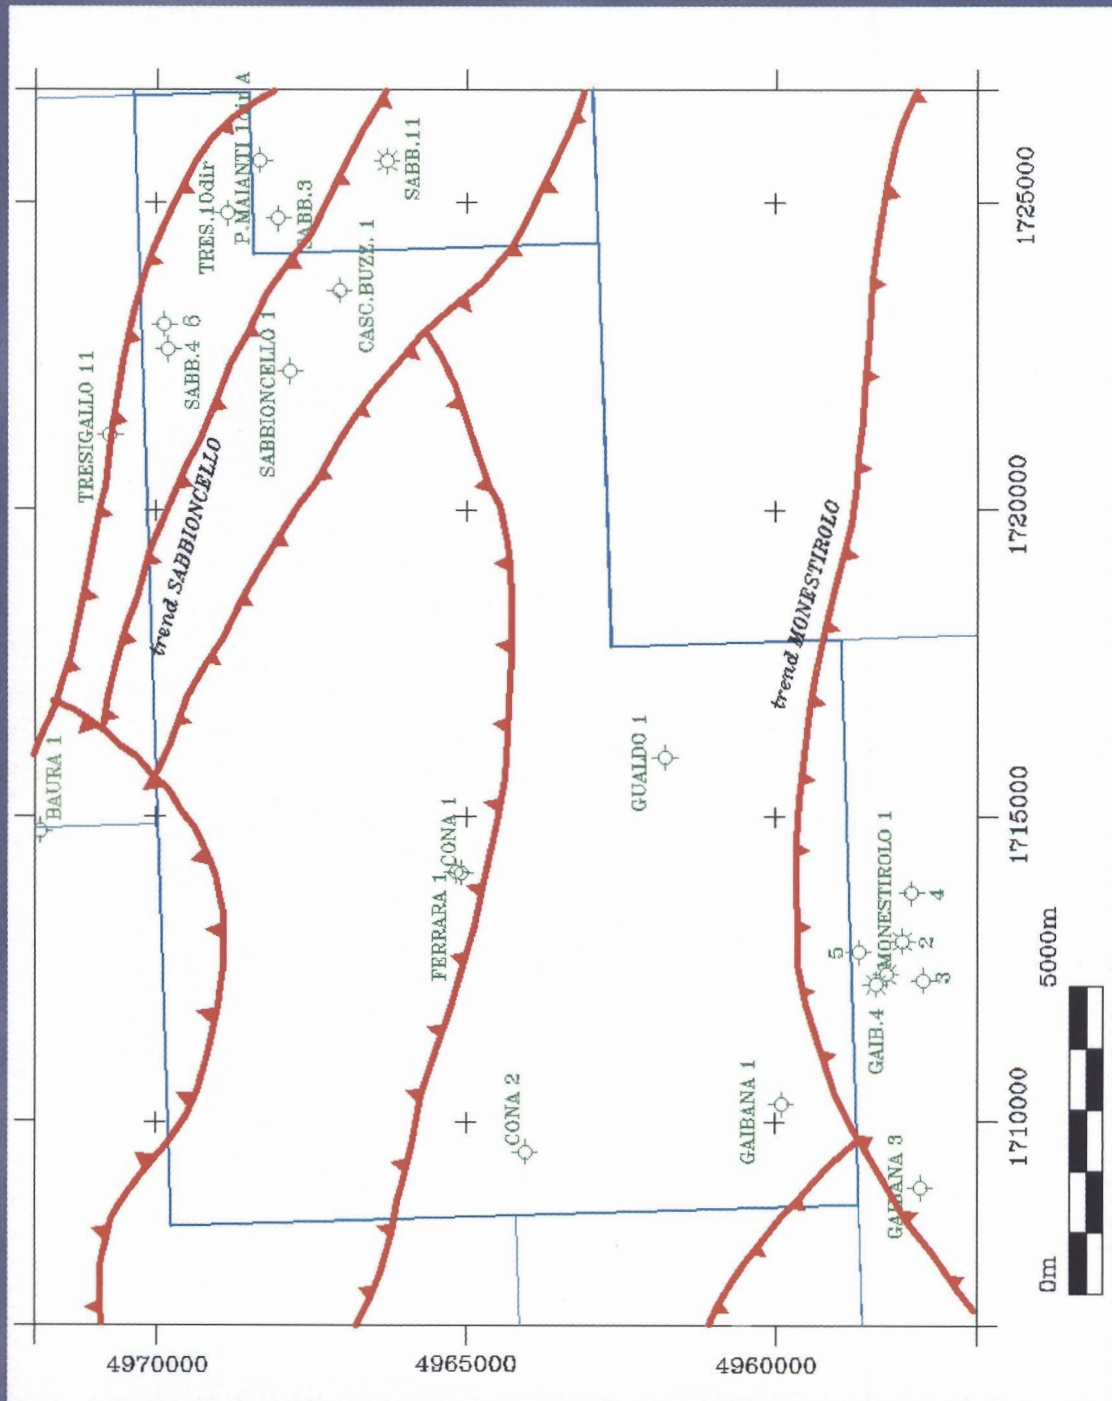 TRESIGALLO 11
TRES.10dir
P.MAIANTI 1dir A
SABB.3
SABB.11
SABB.4 6
SABBIONCELLO 1
CASC.BUZZ. 1
trend SABBIONCELLO
BAURA 1
FERRARA 1
CONA 1
CONA 2
GUALDO 1
trend MONESTIROLO
MONESTIROLO 1
5
4
2
3
GAIB.4
GAIBANA 1
GAIBANA 3
1725000
1720000
1715000
1710000
4970000
4965000
4960000
0m
5000m